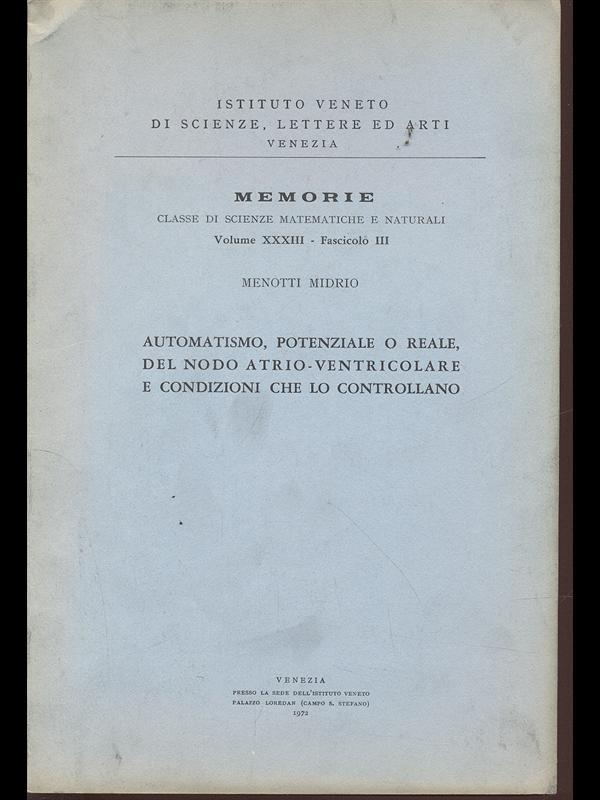 ISTITUTO VENETO
DI SCIENZE, LETTERE ED ARTI
VENEZIA
MEMORIE
CLASSE DI SCIENZE MATEMATICHE E NATURALI
Volume XXXIII - Fascicolo III
MENOTTI MIDRIO
AUTOMATISMO, POTENZIALE O REALE,
DEL NODO ATRIO-VENTRICOLARE
E CONDIZIONI CHE LO CONTROLLANO
VENEZIA
PRESSO LA SEDE DELL'ISTITUTO VENETO
PALAZZO LOREDAN (CAMPO S. STEFANO)
1972